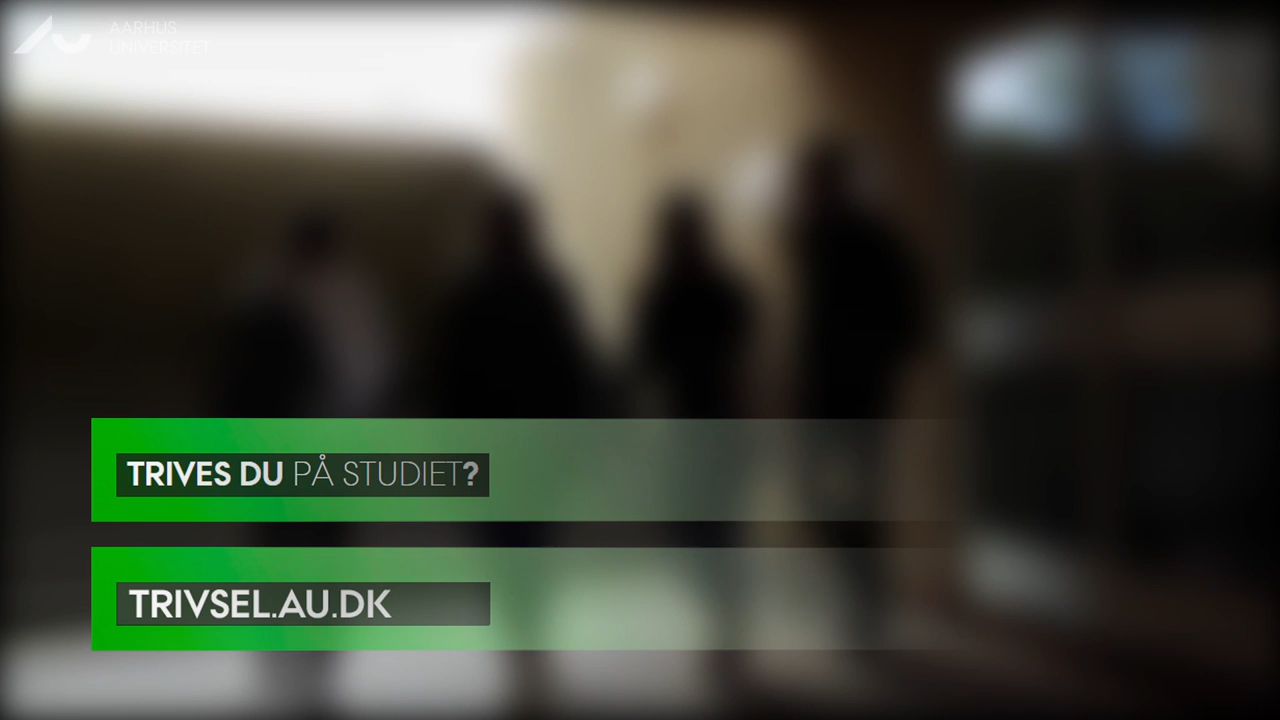 AARHUS
UNIVERSITET
TRIVES DU PÅ STUDIET?
TRIVSEL.AU.DK